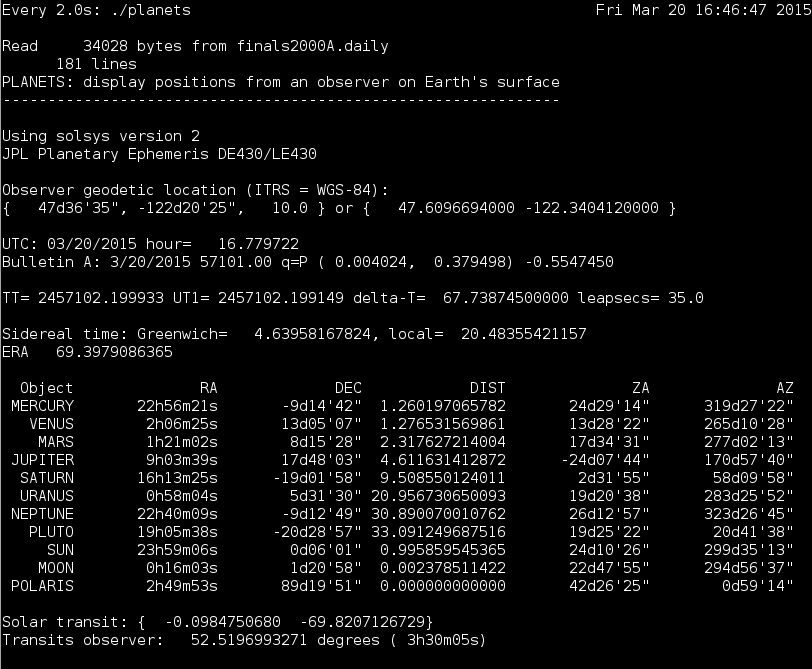 Every 2.0s: ./planets Fri Mar 20 16:46:47 2015
Read 34028 bytes from finals2000A.daily
181 lines
PLANETS: display positions from an observer on Earth's surface
-------------------------------------------------------------
Using solsys version 2
JPL Planetary Ephemeris DE430/LE430
Observer geodetic location (ITRS = WGS-84):
{ 47d36'35", -122d20'25", 10.0 } or { 47.6096694000 -122.3404120000 }
UTC: 03/20/2015 hour= 16.779722
Bulletin A: 3/20/2015 57101.00 q=P ( 0.004024, 0.379498) -0.5547450
TT= 2457102.199933 UT1= 2457102.199149 delta-T= 67.73874500000 leapsecs= 35.0
Sidereal time: Greenwich= 4.63958167824, local= 20.48355421157
ERA 69.3979086365
Object RA DEC DIST ZA AZ
MERCURY 22h56m21s -9d14'42" 1.260197065782 24d29'14" 319d27'22"
VENUS 2h06m25s 13d05'07" 1.276531569861 13d28'22" 265d10'28"
MARS 1h21m02s 8d15'28" 2.317627214004 17d34'31" 277d02'13"
JUPITER 9h03m39s 17d48'03" 4.611631412872 -24d07'44" 170d57'40"
SATURN 16h13m25s -19d01'58" 9.508550124011 2d31'55" 58d09'58"
URANUS 0h58m04s 5d31'30" 20.956730650093 19d20'38" 283d25'52"
NEPTUNE 22h40m09s -9d12'49" 30.890070010762 26d12'57" 323d26'45"
PLUTO 19h05m38s -20d28'57" 33.091249687516 19d25'22" 20d41'38"
SUN 23h59m06s 0d06'01" 0.995859545365 24d10'26" 299d35'13"
MOON 0h16m03s 1d20'58" 0.002378511422 22d47'55" 294d56'37"
POLARIS 2h49m53s 89d19'51" 0.000000000000 42d26'25" 0d59'14"
Solar transit: { -0.0984750680 -69.8207126729}
Transits observer: 52.5196993271 degrees ( 3h30m05s)